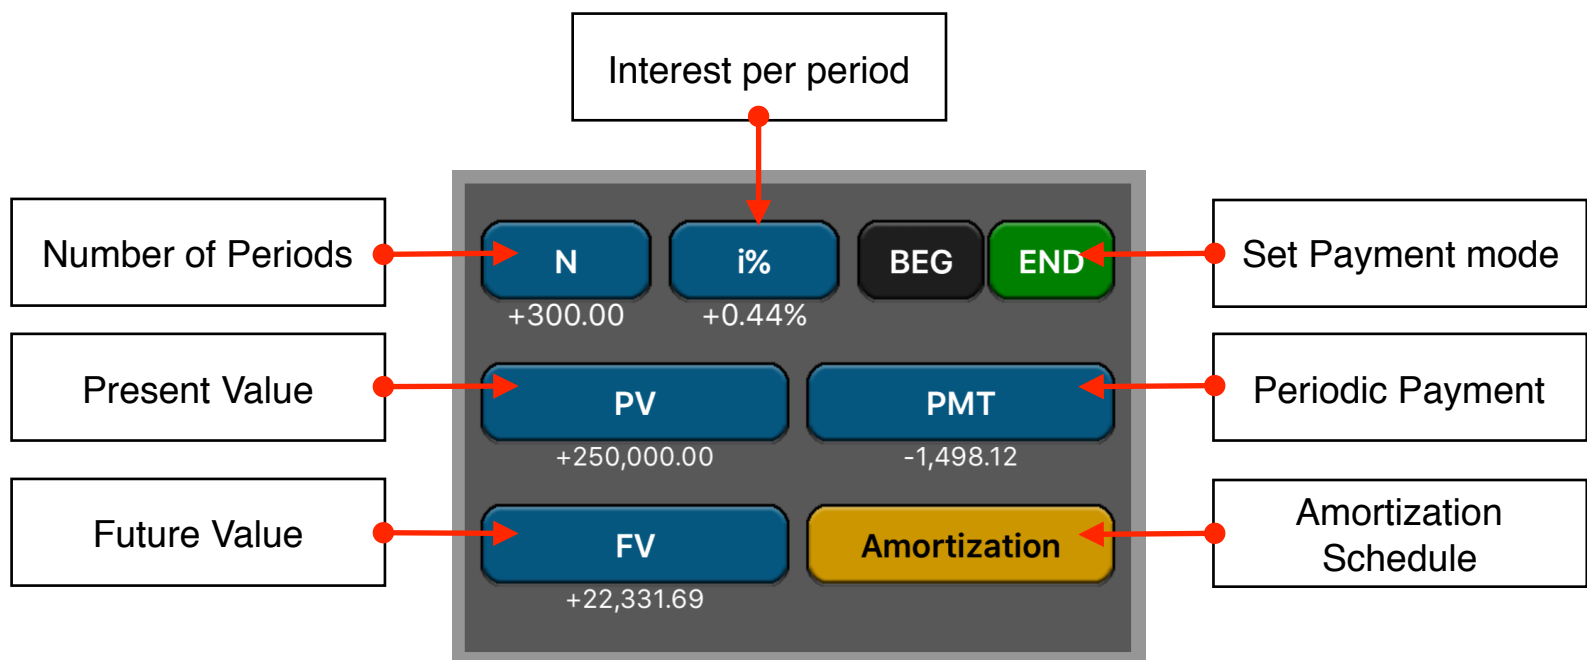 Interest per period
Number of Periods
N
i%
BEG
END
Set Payment mode
+300.00
+0.44%
Present Value
PV
PMT
Periodic Payment
+250,000.00
-1,498.12
Future Value
FV
Amortization
Amortization
Schedule
+22,331.69